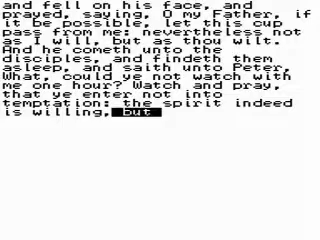 and fell on his face, and
prayed, saying, O my Father, if
it be possible, let this cup
pass from me: nevertheless not
as I will, but as thou wilt.
And he cometh unto the
disciples, and findeth them
asleep, and saith unto Peter,
What, could ye not watch with
me one hour? Watch and pray,
that ye enter not into
temptation: the spirit indeed
is willing, but